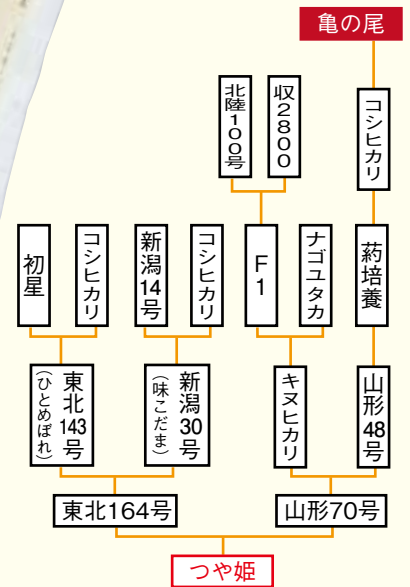 亀の尾
北陸100号
収2800
コシヒカリ
初星
コシヒカリ
新潟14号
コシヒカリ
F1
ナゴユタカ
葯培養
東北143号
(ひとめぼれ)
新潟30号
(味こだま)
キヌヒカリ
山形48号
東北164号
山形70号
つや姫